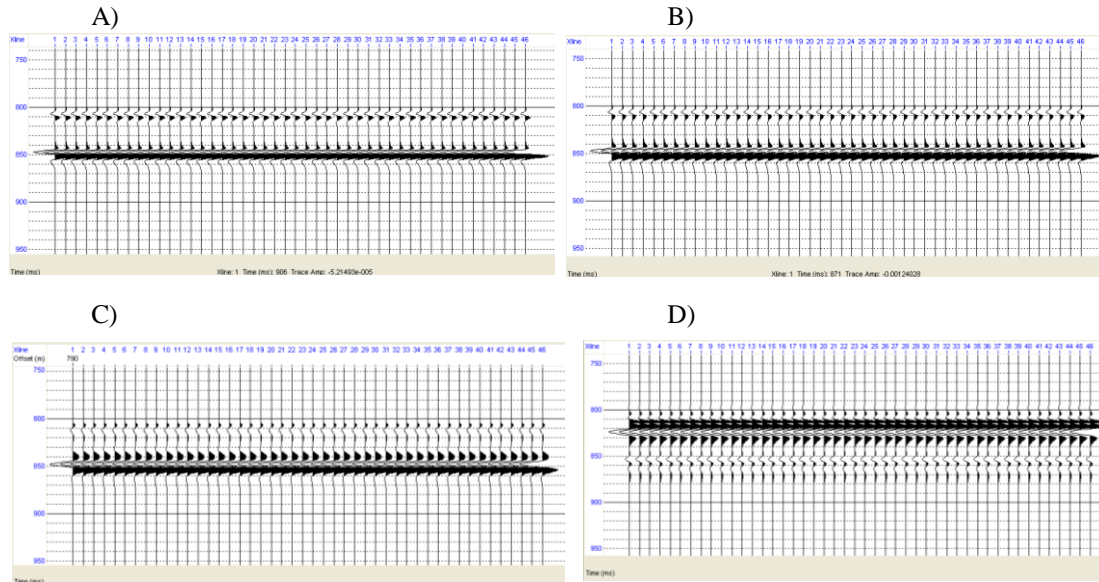 A)
Xline 1 2 3 4 5 6 7 8 9 10 11 12 13 14 15 16 17 18 19 20 21 22 23 24 25 26 27 28 29 30 31 32 33 34 35 36 37 38 39 40 41 42 43 44 45 46
750
800
850
900
950
Time (ms) Xline: 1 Time (ms): 906 Trace Amp: -5.21493e-005
B)
Xline 1 2 3 4 5 6 7 8 9 10 11 12 13 14 15 16 17 18 19 20 21 22 23 24 25 26 27 28 29 30 31 32 33 34 35 36 37 38 39 40 41 42 43 44 45 46
750
800
850
900
950
Time (ms) Xline: 1 Time (ms): 871 Trace Amp: -0.00124028
C)
Xline 1 2 3 4 5 6 7 8 9 10 11 12 13 14 15 16 17 18 19 20 21 22 23 24 25 26 27 28 29 30 31 32 33 34 35 36 37 38 39 40 41 42 43 44 45 46
Offset (m) 790
750
800
850
900
950
Time (ms)
D)
Xline 1 2 3 4 5 6 7 8 9 10 11 12 13 14 15 16 17 18 19 20 21 22 23 24 25 26 27 28 29 30 31 32 33 34 35 36 37 38 39 40 41 42 43 44 45 46
750
800
850
900
950
Time (ms)